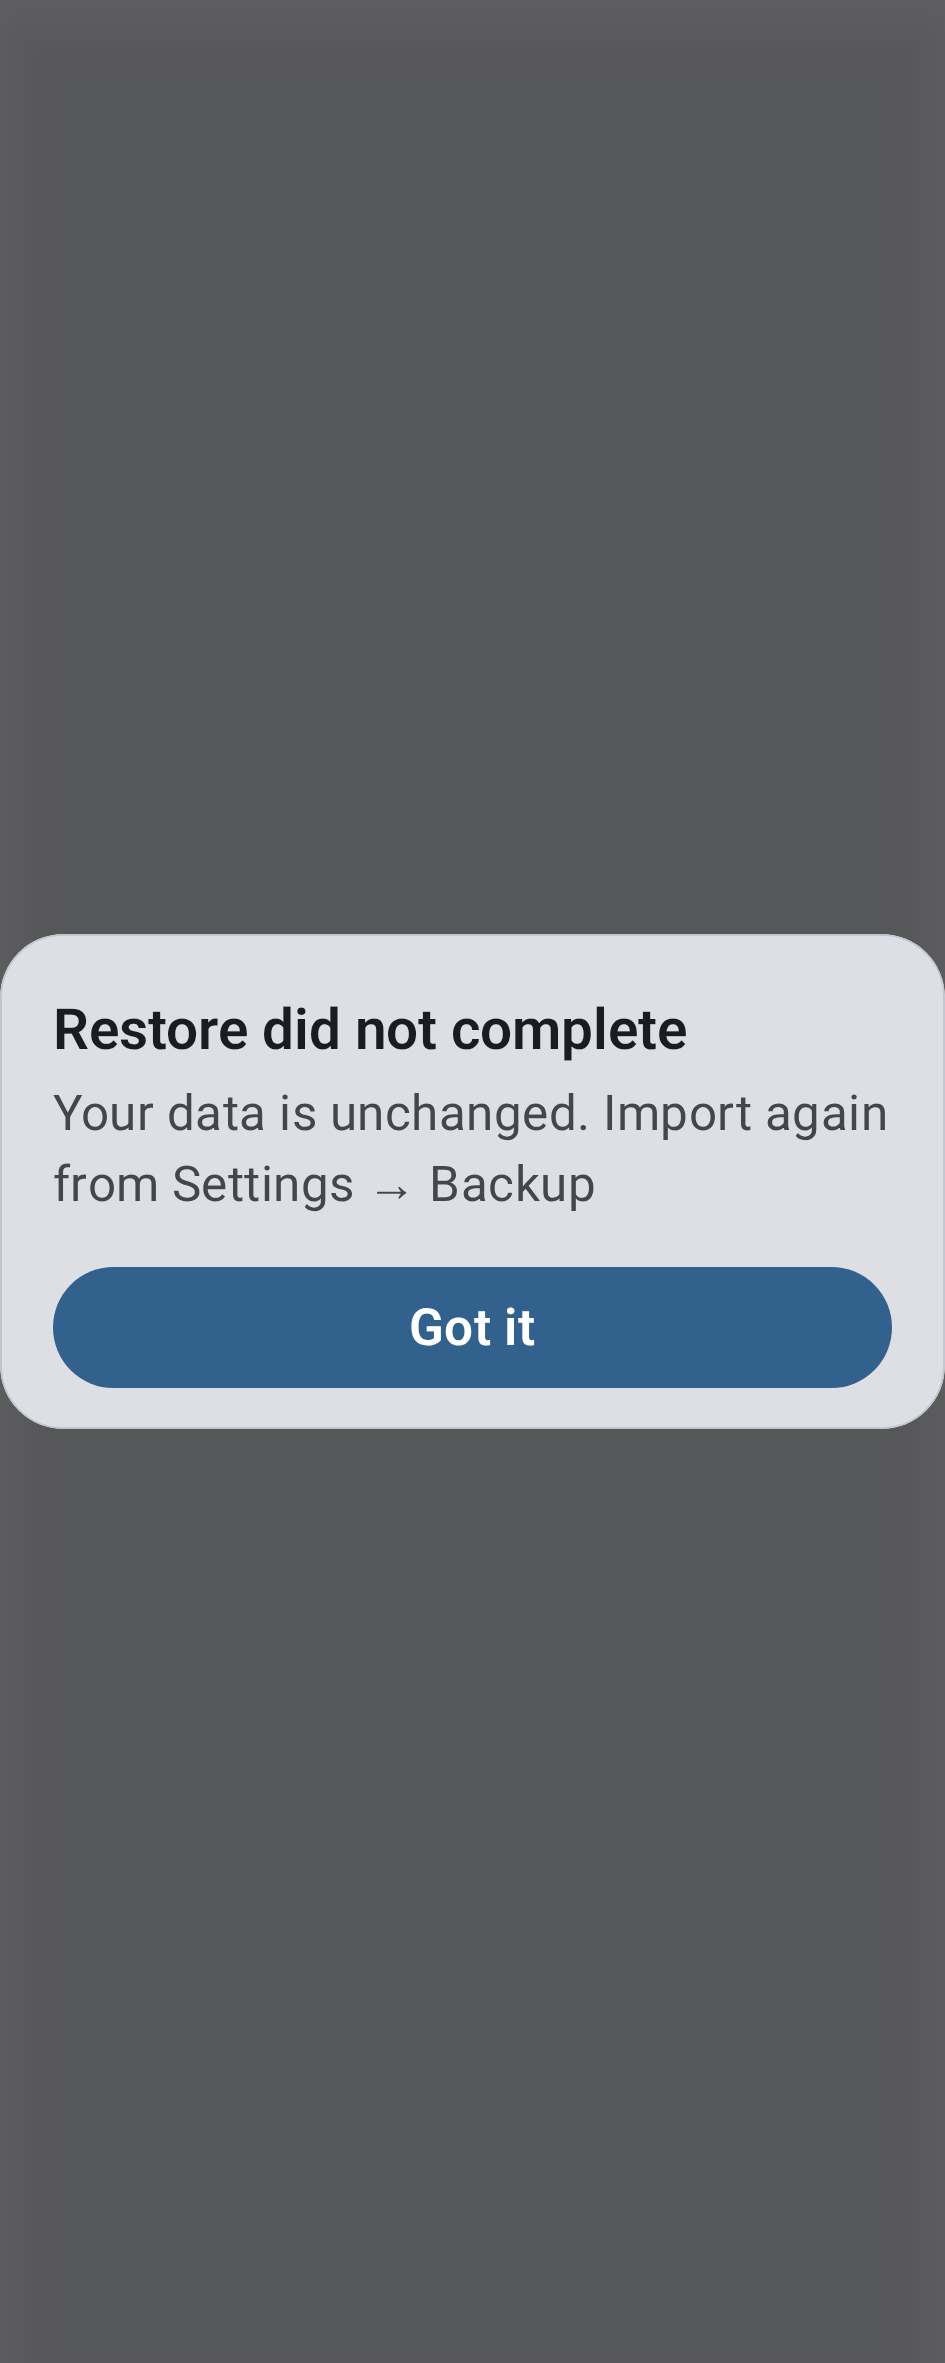 Restore did not complete
Your data is unchanged. Import again
from Settings → Backup
Got it